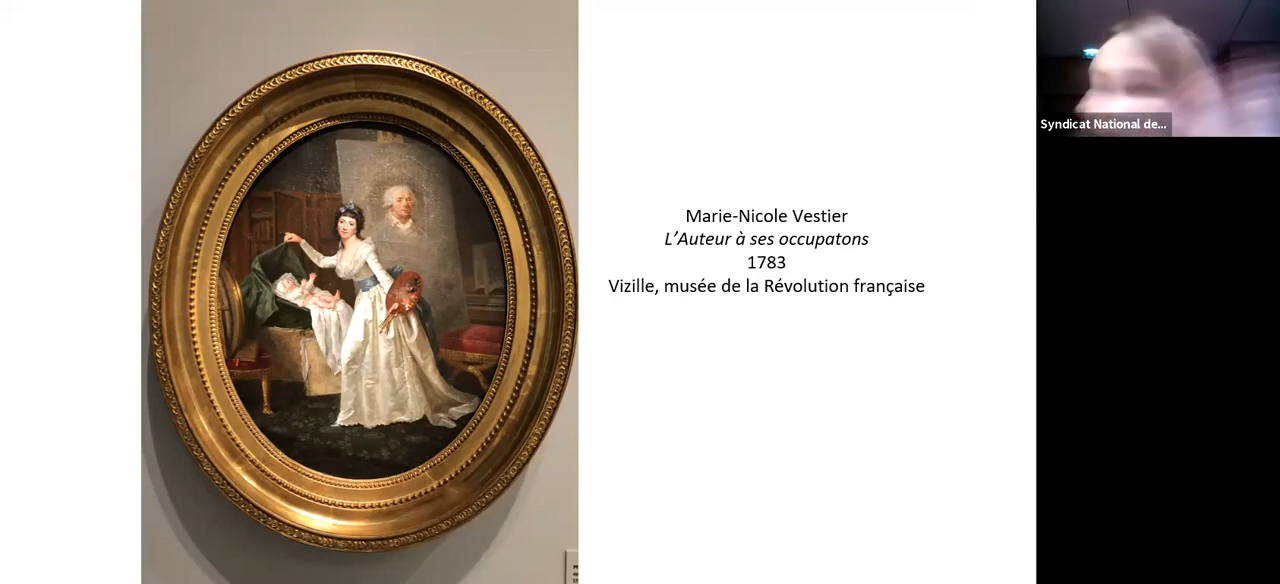 Marie-Nicole Vestier
L’Auteur à ses occupatons
1783
Vizille, musée de la Révolution française
Syndicat National de...